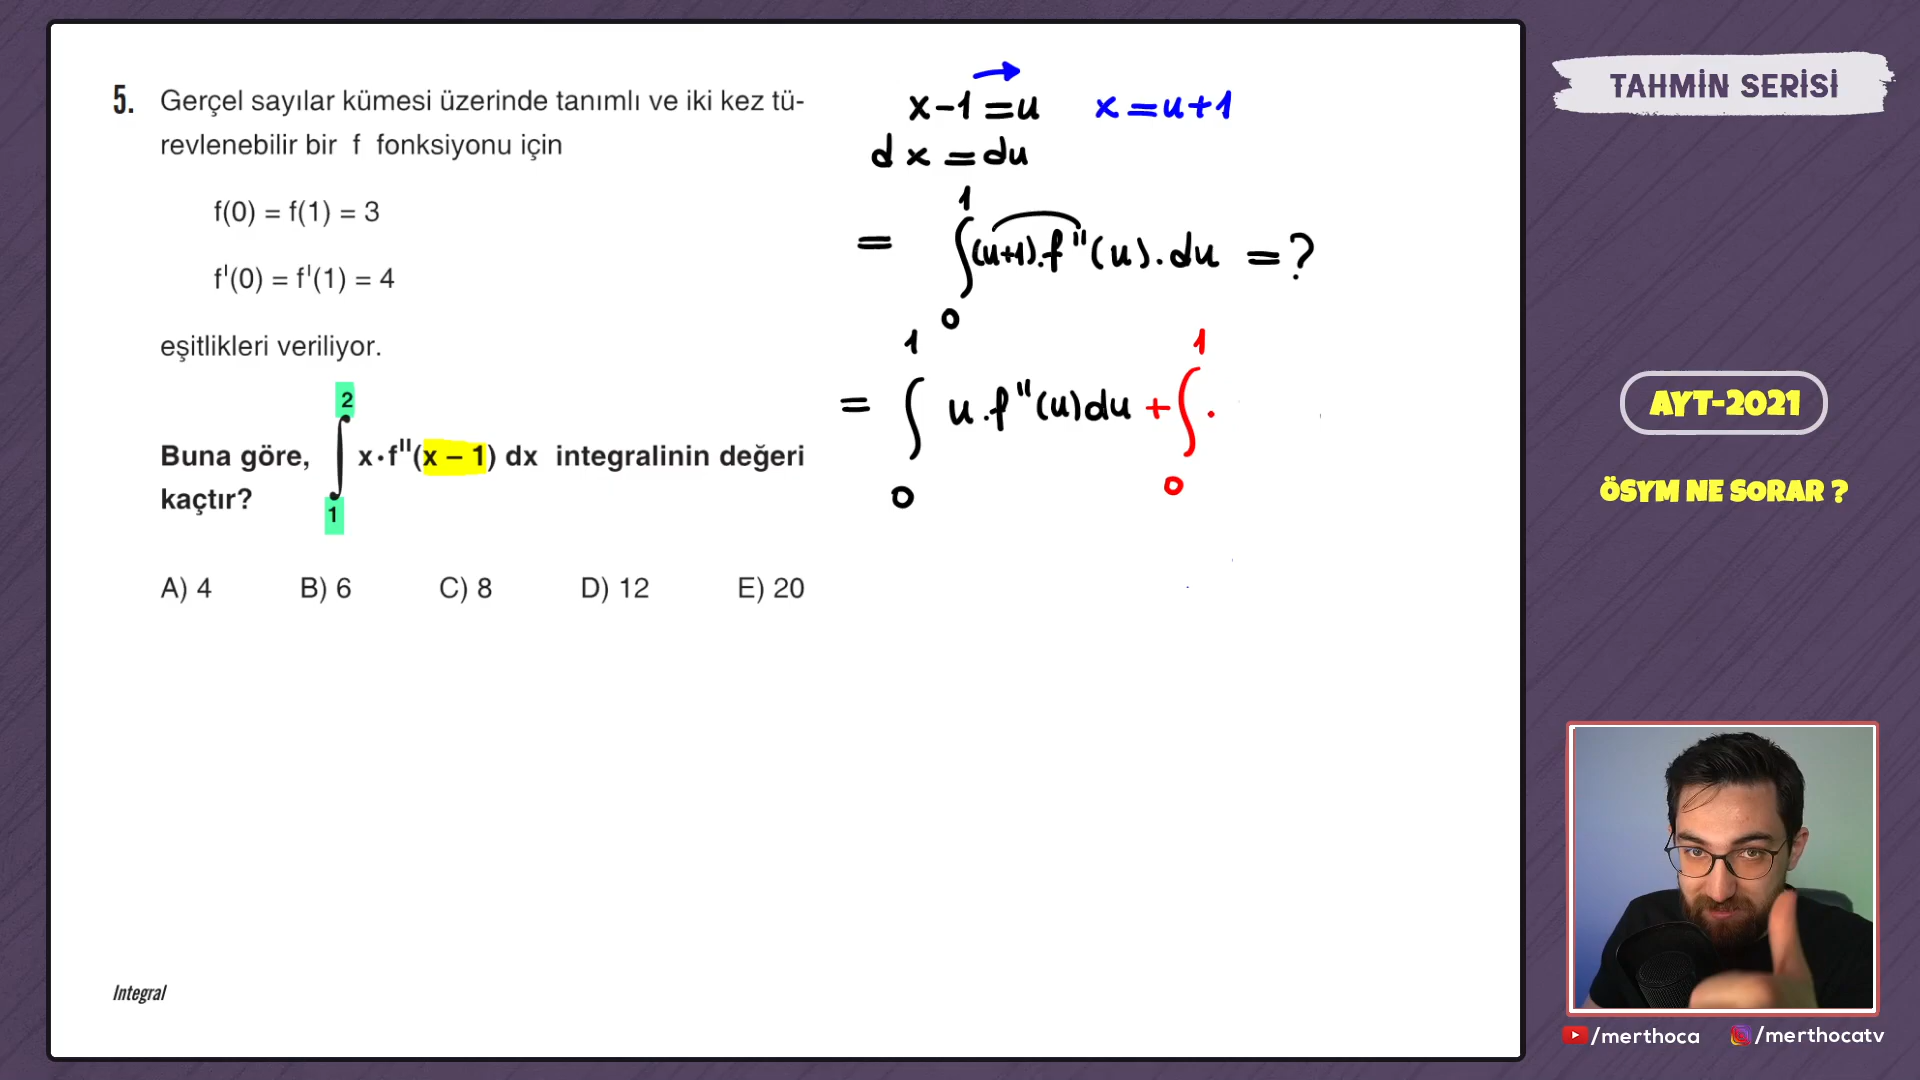 5. Gerçel sayılar kümesi üzerinde tanımlı ve iki kez tü-
revlenebilir bir f fonksiyonu için
f(0) = f(1) = 3
f'(0) = f'(1) = 4
eşitlikleri veriliyor.
2
Buna göre, ∫ x·f''(x – 1) dx integralinin değeri
1
kaçtır?
A) 4 B) 6 C) 8 D) 12 E) 20
Integral
x-1=u x=u+1
dx=du
1
= ∫(u+1).f''(u).du =?
0
1 1
= ∫ u.f''(u)du + ∫.
0 0
TAHMİN SERİSİ
AYT-2021
ÖSYM NE SORAR ?
/merthoca /merthocatv